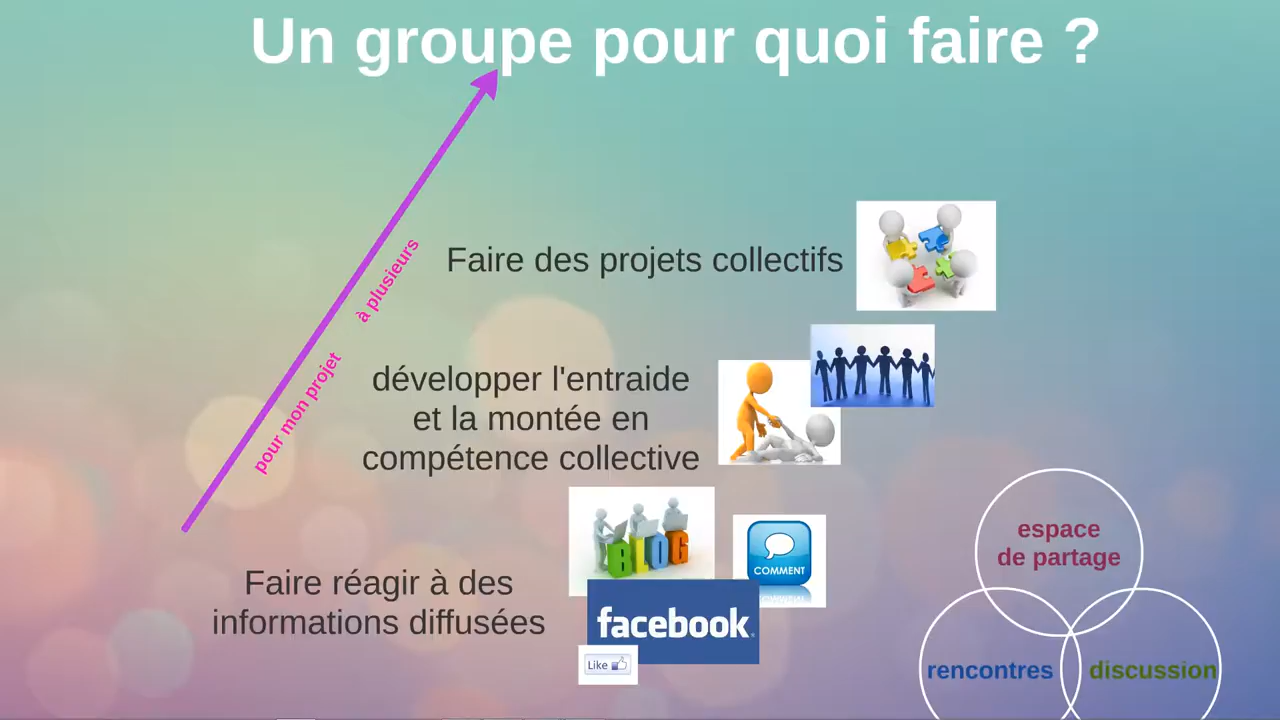 Un groupe pour quoi faire ?
à plusieurs
pour mon projet
Faire des projets collectifs
développer l'entraide
et la montée en
compétence collective
BLOG
COMMENT
Faire réagir à des
informations diffusées
facebook
Like
espace
de partage
rencontres
discussion